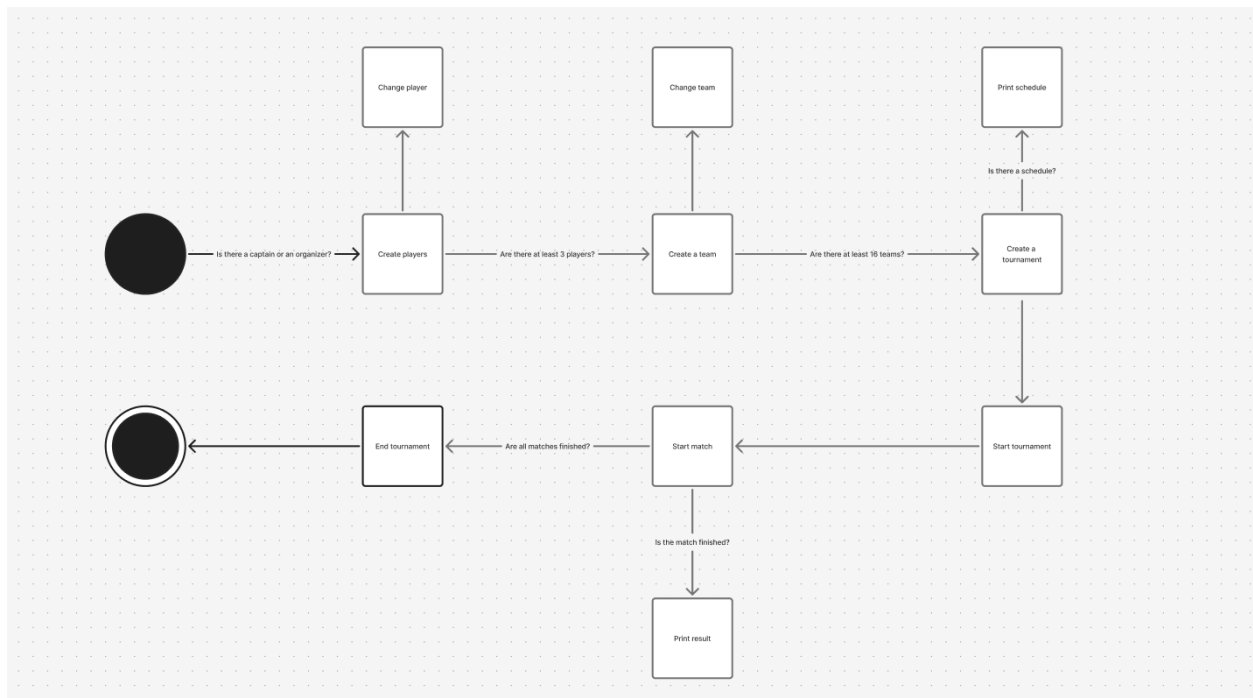 Change player
Change team
Print schedule
Is there a schedule?
Is there a captain or an organizer?
Create players
Are there at least 3 players?
Create a team
Are there at least 16 teams?
Create a
tournament
End tournament
Are all matches finished?
Start match
Start tournament
Is the match finished?
Print result